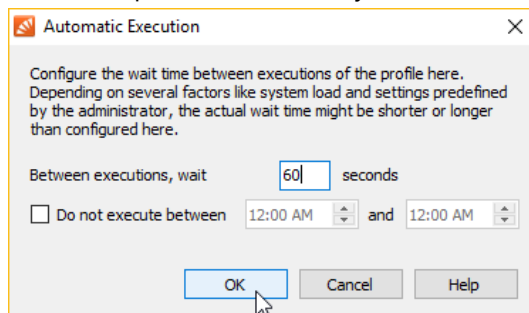 Automatic Execution
Configure the wait time between executions of the profile here.
Depending on several factors like system load and settings predefined
by the administrator, the actual wait time might be shorter or longer
than configured here.
Between executions, wait 60 seconds
Do not execute between 12:00 AM and 12:00 AM
OK Cancel Help